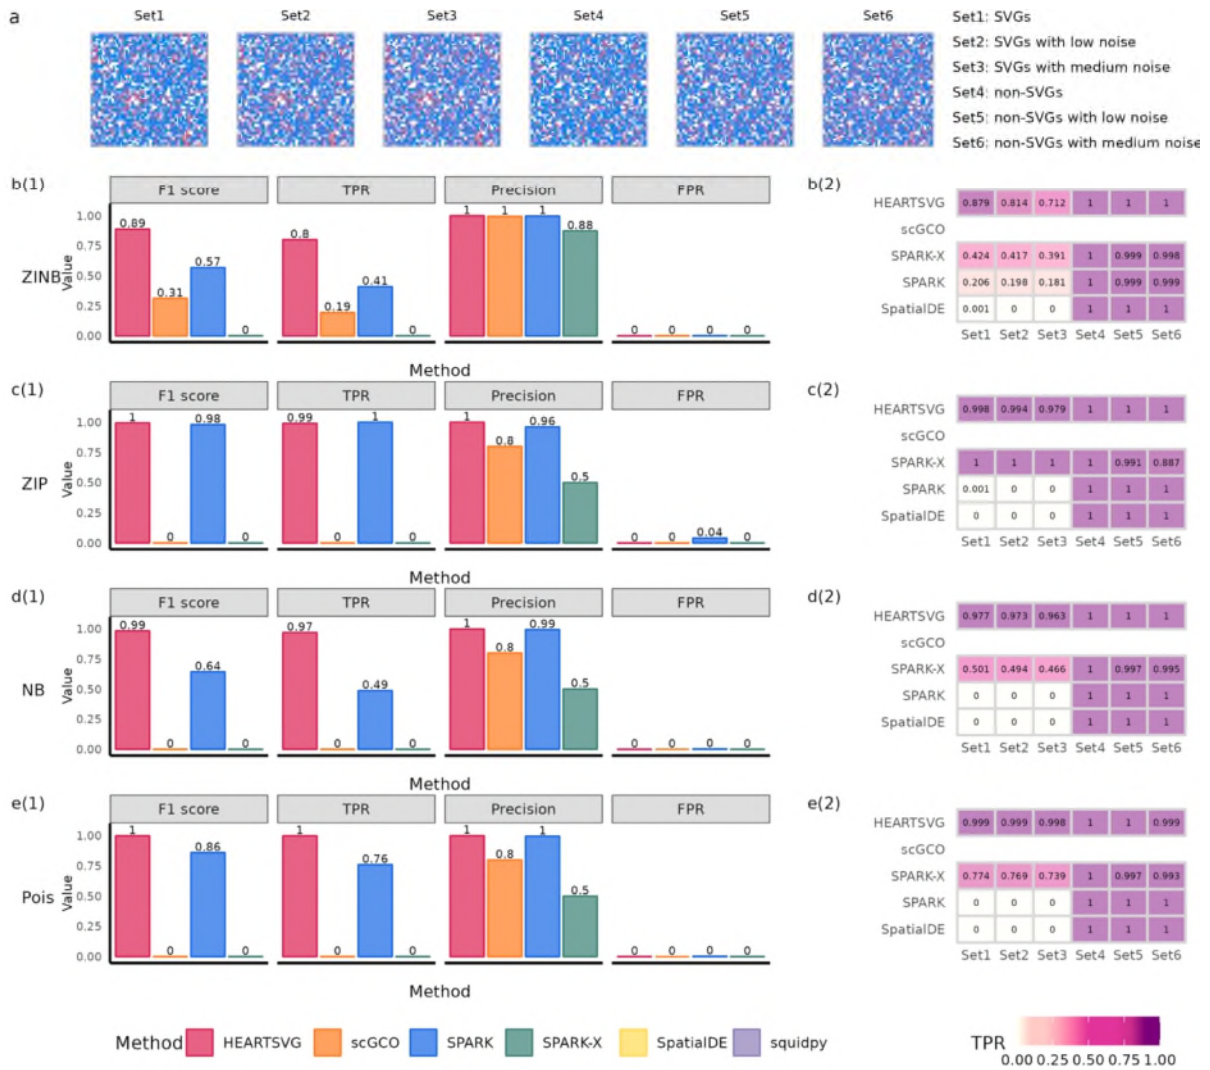 a
Set1 Set2 Set3 Set4 Set5 Set6
Set1: SVGs
Set2: SVGs with low noise
Set3: SVGs with medium noise
Set4: non-SVGs
Set5: non-SVGs with low noise
Set6: non-SVGs with medium noise
b(1)
F1 score TPR Precision FPR
ZINB
Value
1.00
0.75
0.50
0.25
0.00
0.89 0.31 0.57 0
0.8 0.19 0.41 0
1 1 1 0.88
0 0 0 0
Method
b(2)
HEARTSVG 0.879 0.814 0.712 1 1 1
scGCO
SPARK-X 0.424 0.417 0.391 1 0.999 0.998
SPARK 0.206 0.198 0.181 1 0.999 0.999
SpatialDE 0.001 0 0 1 1 1
Set1 Set2 Set3 Set4 Set5 Set6
c(1)
F1 score TPR Precision FPR
ZIP
Value
1.00
0.75
0.50
0.25
0.00
1 0 0.98 0
0.99 0 1 0
1 0.8 0.96 0.5
0 0 0.04 0
Method
c(2)
HEARTSVG 0.998 0.994 0.979 1 1 1
scGCO
SPARK-X 1 1 1 1 0.991 0.887
SPARK 0.001 0 0 1 1 1
SpatialDE 0 0 0 1 1 1
Set1 Set2 Set3 Set4 Set5 Set6
d(1)
F1 score TPR Precision FPR
NB
Value
1.00
0.75
0.50
0.25
0.00
0.99 0 0.64 0
0.97 0 0.49 0
1 0.8 0.99 0.5
0 0 0 0
Method
d(2)
HEARTSVG 0.977 0.973 0.963 1 1 1
scGCO
SPARK-X 0.501 0.494 0.466 1 0.997 0.995
SPARK 0 0 0 1 1 1
SpatialDE 0 0 0 1 1 1
Set1 Set2 Set3 Set4 Set5 Set6
e(1)
F1 score TPR Precision FPR
Pois
Value
1.00
0.75
0.50
0.25
0.00
1 0 0.86 0
1 0 0.76 0
1 0.8 1 0.5
0 0 0 0
Method
e(2)
HEARTSVG 0.999 0.999 0.998 1 1 0.999
scGCO
SPARK-X 0.774 0.769 0.739 1 0.997 0.993
SPARK 0 0 0 1 1 1
SpatialDE 0 0 0 1 1 1
Set1 Set2 Set3 Set4 Set5 Set6
Method HEARTSVG scGCO SPARK SPARK-X SpatialDE squidpy
TPR
0.00 0.25 0.50 0.75 1.00